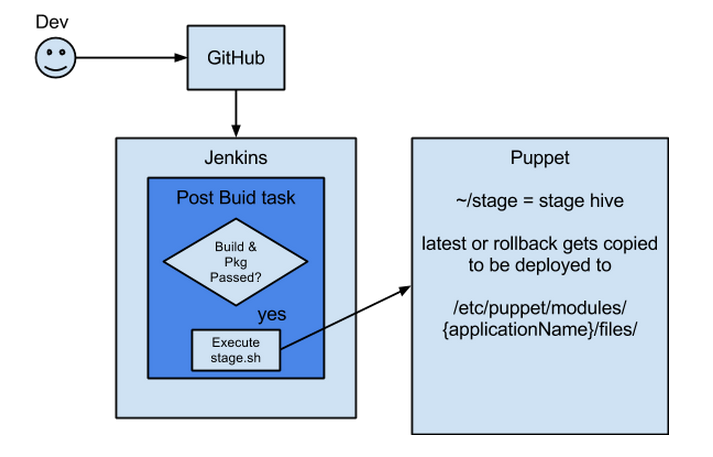 Dev
GitHub
Jenkins
Post Buid task
Build &
Pkg
Passed?
yes
Execute
stage.sh
Puppet
~/stage = stage hive
latest or rollback gets copied
to be deployed to
/etc/puppet/modules/
{applicationName}/files/